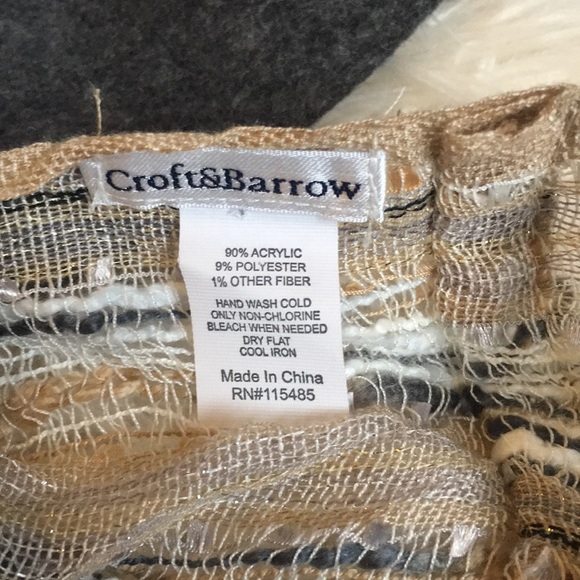 Croft&Barrow
90% ACRYLIC
9% POLYESTER
1% OTHER FIBER
HAND WASH COLD
ONLY NON-CHLORINE
BLEACH WHEN NEEDED
DRY FLAT
COOL IRON
Made In China
RN#115485